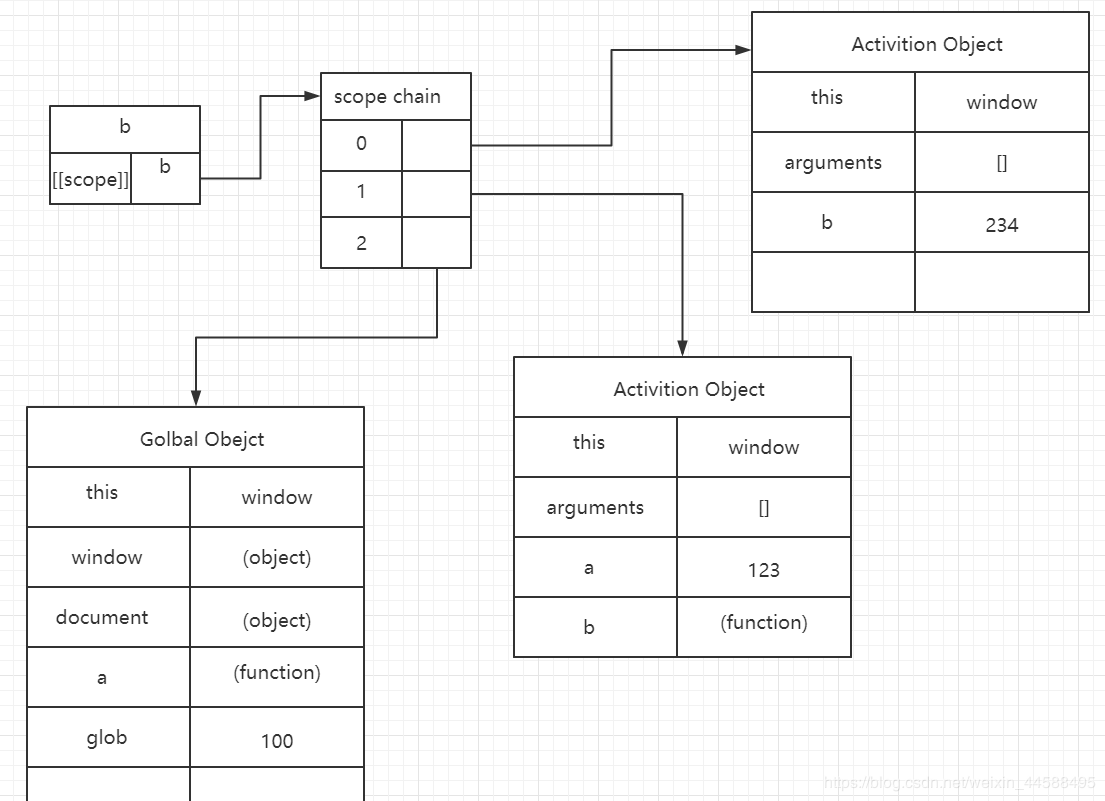 b
[[scope]] b
scope chain
0
1
2
Activition Object
this window
arguments []
b 234
Activition Object
this window
arguments []
a 123
b (function)
Golbal Obejct
this window
window (object)
document (object)
a (function)
glob 100
https://blog.csdn.net/weixin_44588495